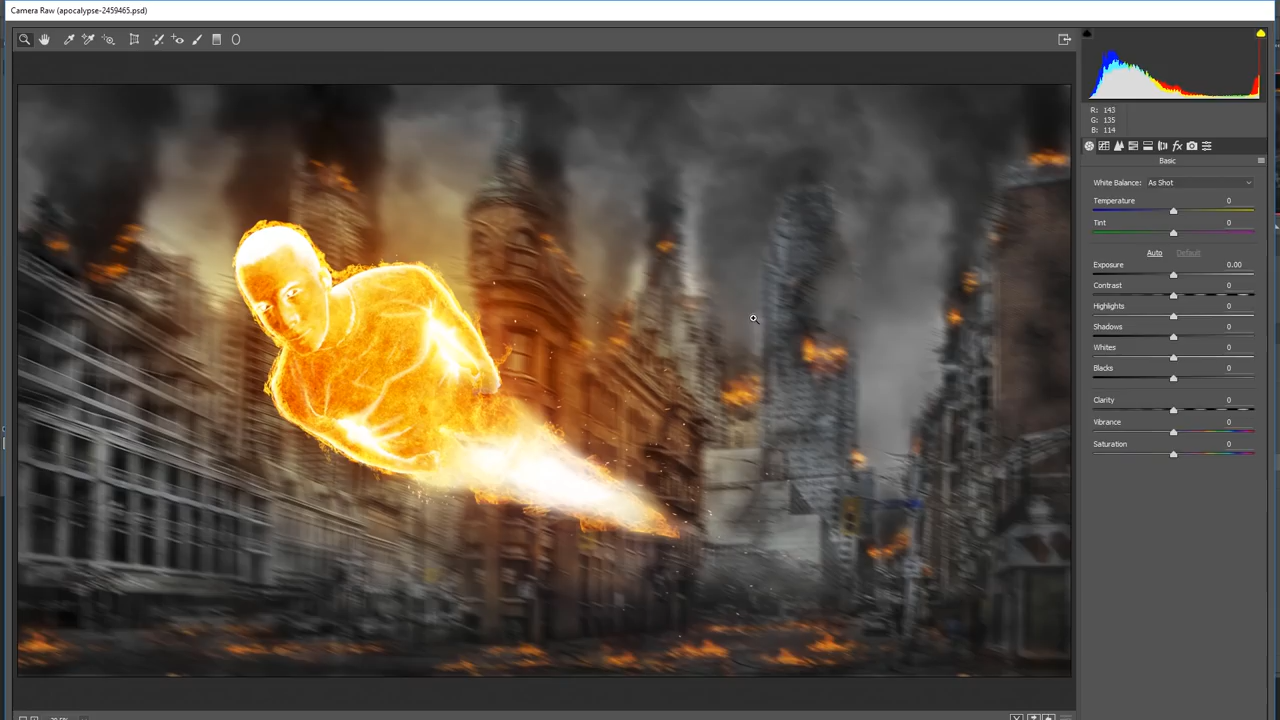 Camera Raw (apocalypse-2459465.psd)
R: 143
G: 135
B: 114
fx
Basic
White Balance: As Shot
Temperature 0
Tint 0
Auto Default
Exposure 0.00
Contrast 0
Highlights 0
Shadows 0
Whites 0
Blacks 0
Clarity 0
Vibrance 0
Saturation 0